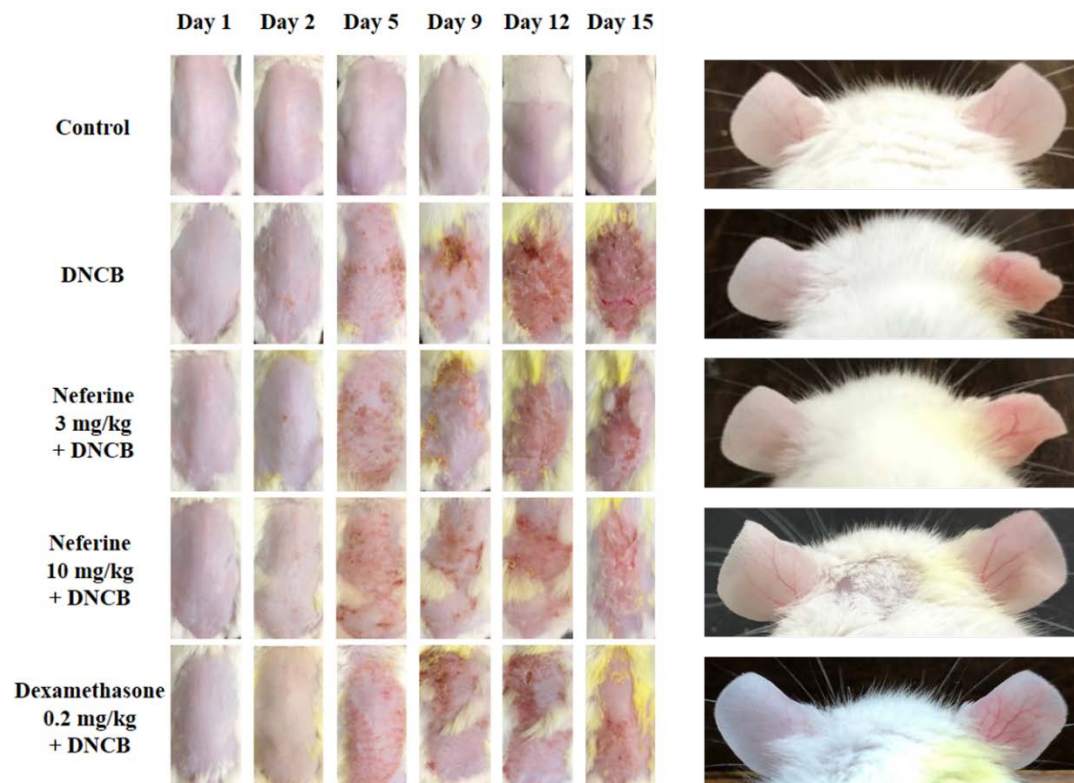 Day 1 Day 2 Day 5 Day 9 Day 12 Day 15
Control
DNCB
Neferine
3 mg/kg
+ DNCB
Neferine
10 mg/kg
+ DNCB
Dexamethasone
0.2 mg/kg
+ DNCB